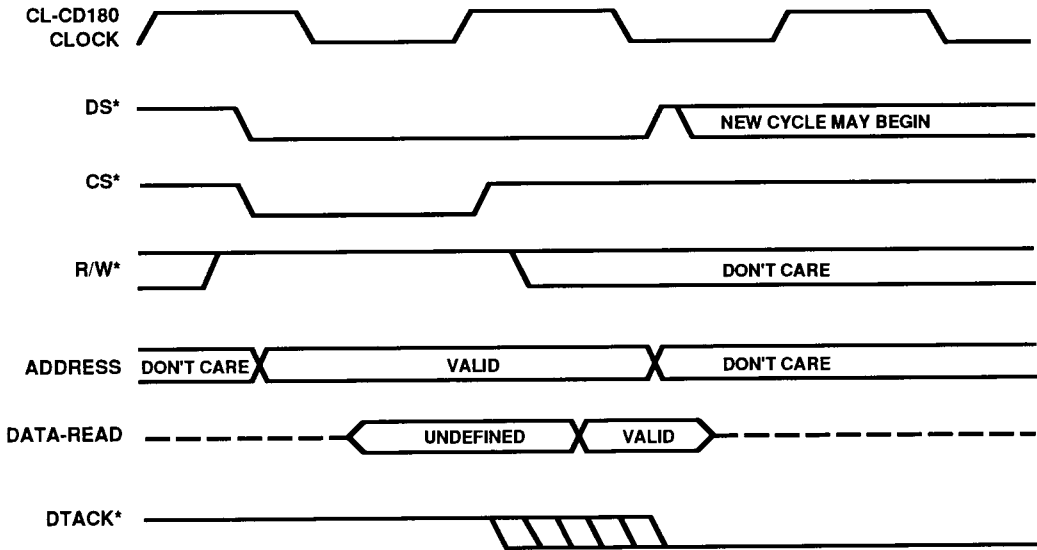 CL-CD180
CLOCK
DS*
NEW CYCLE MAY BEGIN
CS*
R/W*
DON'T CARE
ADDRESS
DON'T CARE
VALID
DON'T CARE
DATA-READ
UNDEFINED
VALID
DTACK*